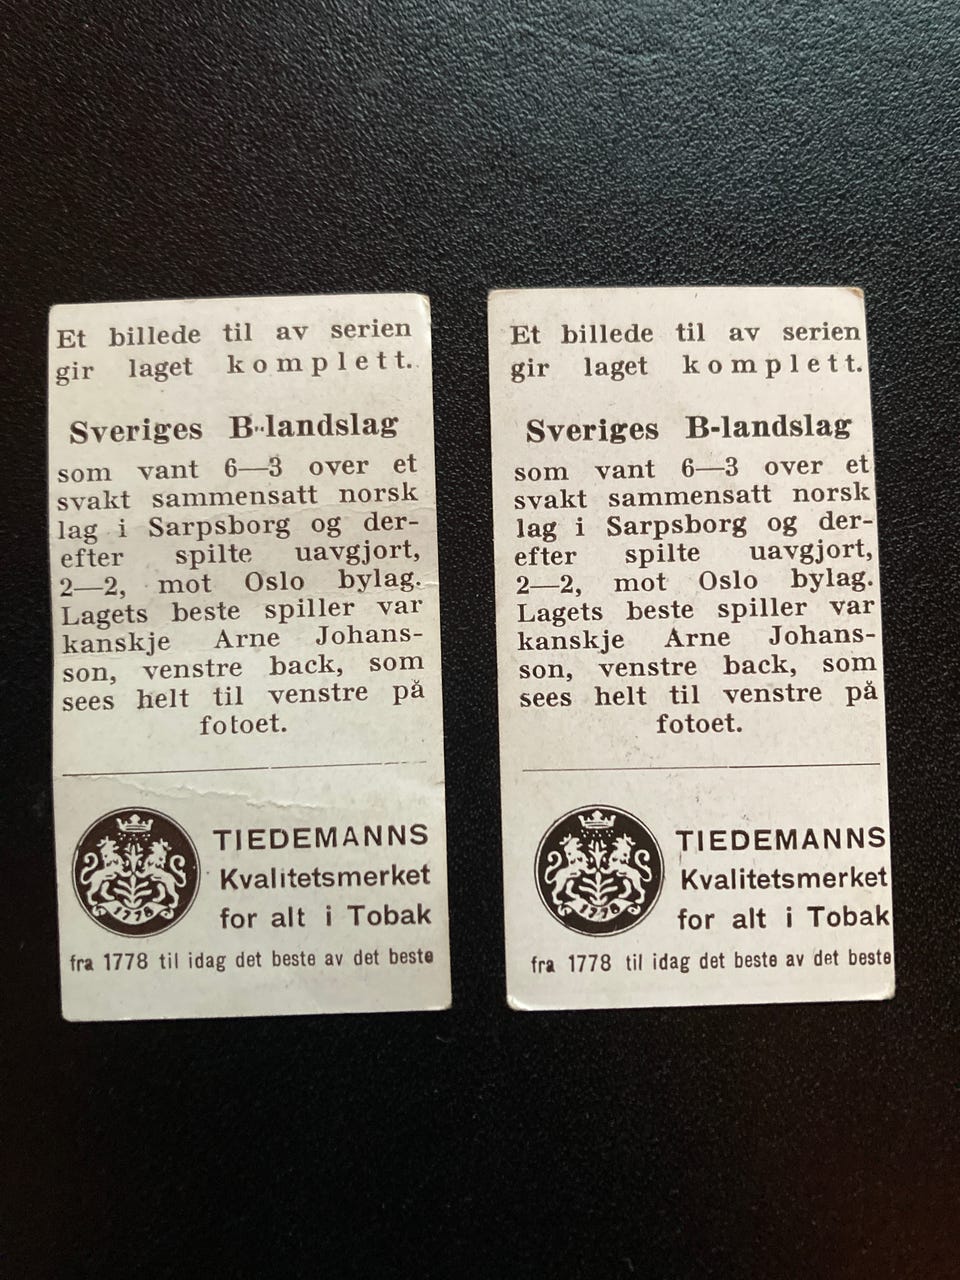 Et billede til av serien
gir laget komplett.
Sveriges B-landslag
som vant 6—3 over et
svakt sammensatt norsk
lag i Sarpsborg og der-
efter spilte uavgjort,
2—2, mot Oslo bylag.
Lagets beste spiller var
kanskje Arne Johans-
son, venstre back, som
sees helt til venstre på
fotoet.
1778
TIEDEMANNS
Kvalitetsmerket
for alt i Tobak
fra 1778 til idag det beste av det beste
Et billede til av serien
gir laget komplett.
Sveriges B-landslag
som vant 6—3 over et
svakt sammensatt norsk
lag i Sarpsborg og der-
efter spilte uavgjort,
2—2, mot Oslo bylag.
Lagets beste spiller var
kanskje Arne Johans-
son, venstre back, som
sees helt til venstre på
fotoet.
1778
TIEDEMANNS
Kvalitetsmerket
for alt i Tobak
fra 1778 til idag det beste av det beste